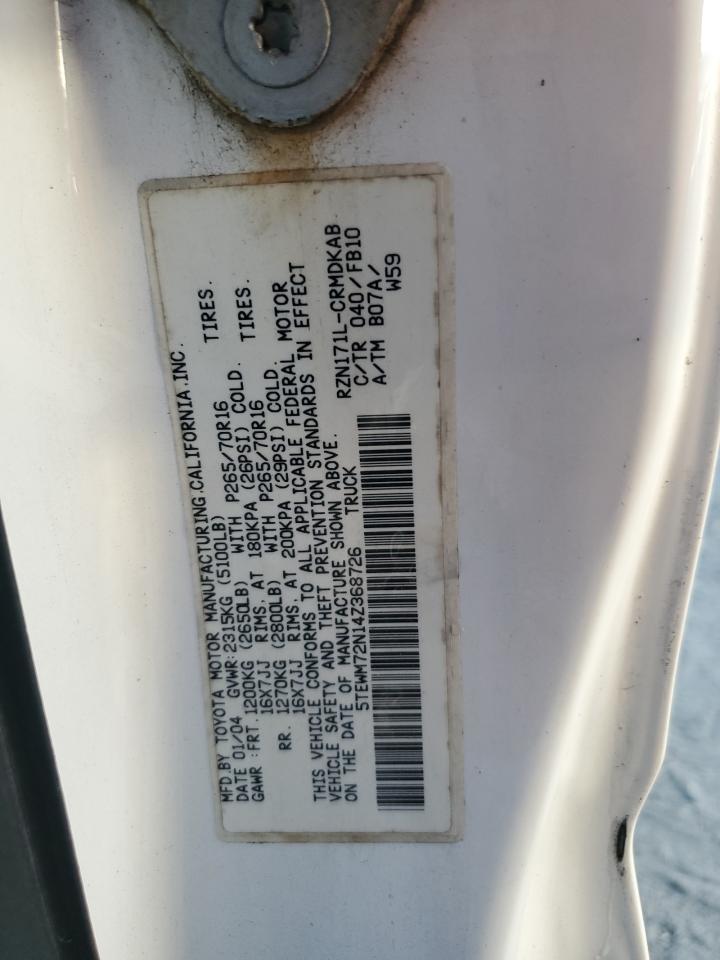 MFD.BY TOYOTA MOTOR MANUFACTURING.CALIFORNIA.INC.
DATE 01/04 GVWR:2315KG (5100LB)
GAWR :FRT.1200KG (2650LB) WITH P265/70R16 TIRES.
16X7JJ RIMS. AT 180KPA (26PSI) COLD.
RR. 1270KG (2800LB) WITH P265/70R16 TIRES.
16X7JJ RIMS. AT 200KPA (29PSI) COLD.
THIS VEHICLE CONFORMS TO ALL APPLICABLE FEDERAL MOTOR
VEHICLE SAFETY AND THEFT PREVENTION STANDARDS IN EFFECT
ON THE DATE OF MANUFACTURE SHOWN ABOVE.
5TEWM72N14Z368726 TRUCK
RZN171L-CRMDKAB
C/TR 040/FB10
A/TM B07A/
W59